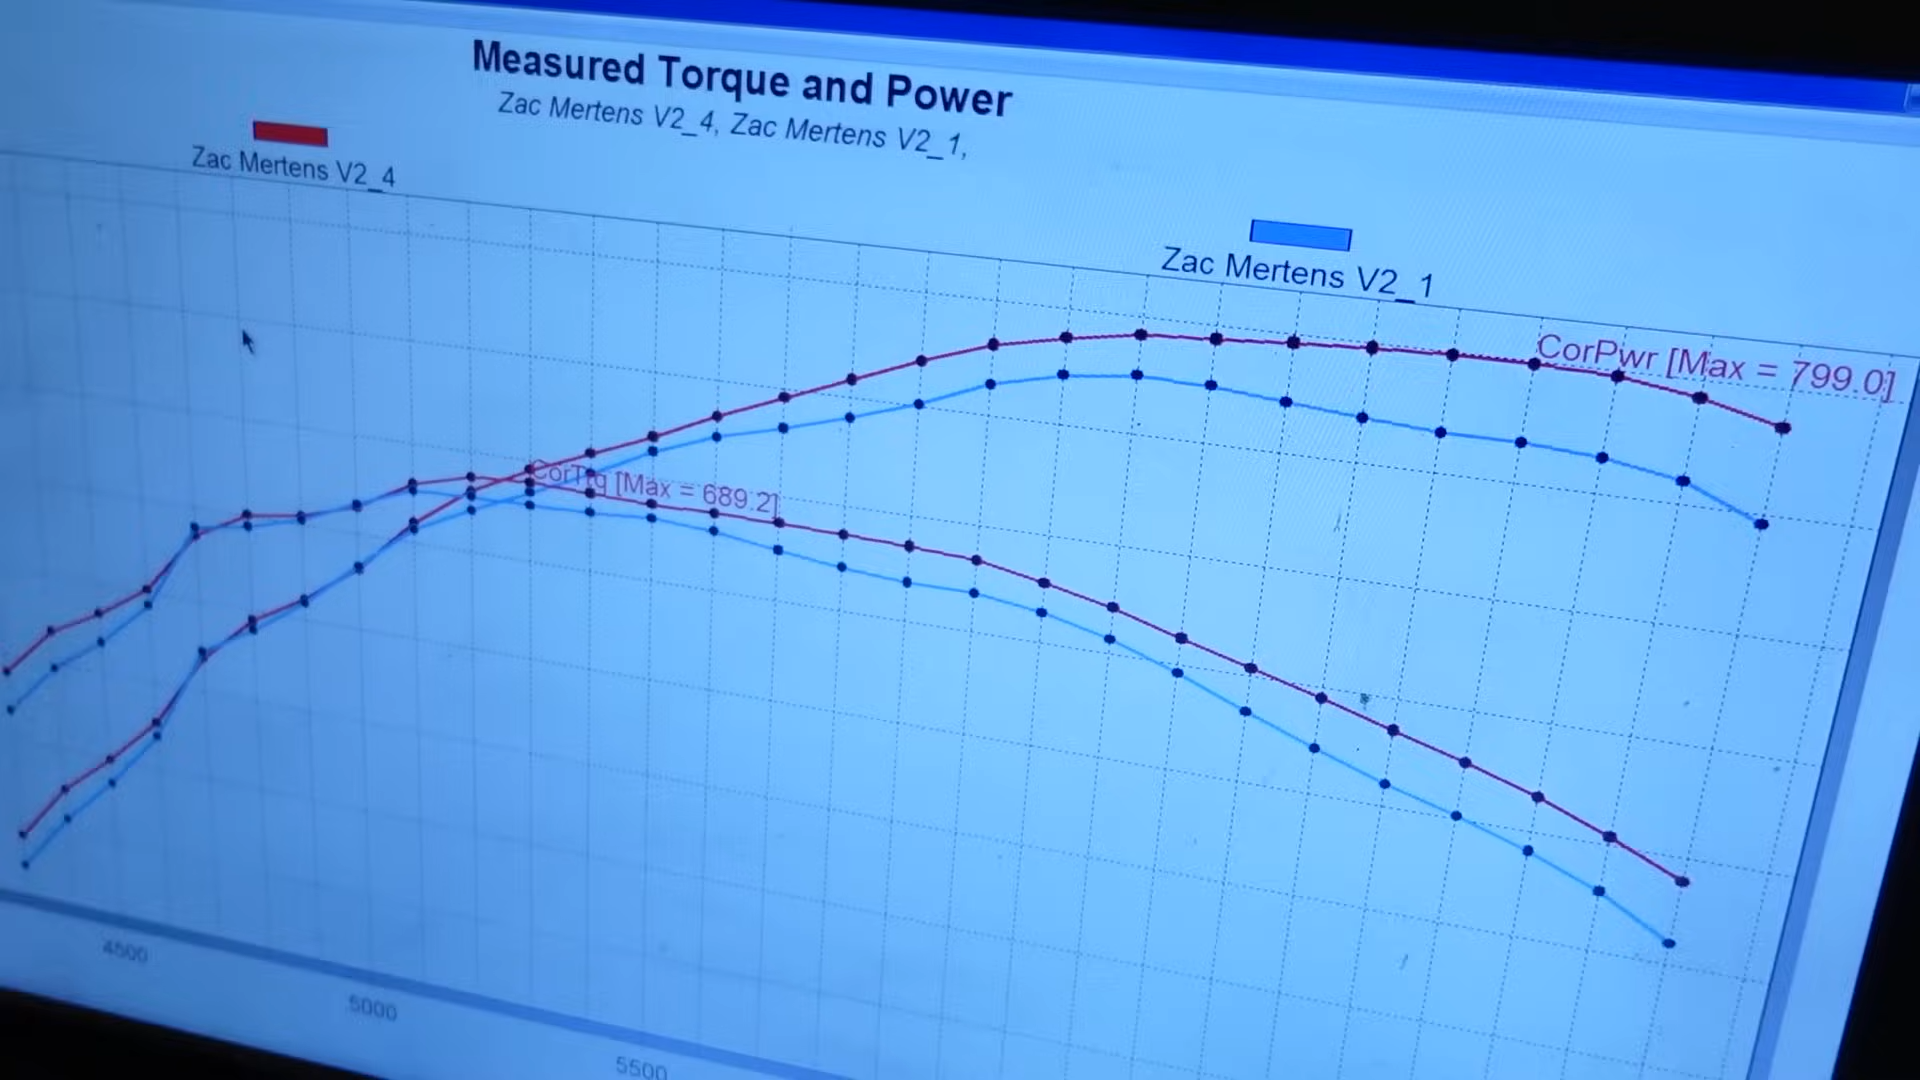 Measured Torque and Power
Zac Mertens V2_4, Zac Mertens V2_1,
Zac Mertens V2_4
Zac Mertens V2_1
CorPwr [Max = 799.0]
CorTrq [Max = 689.2]
4500
5000
5500